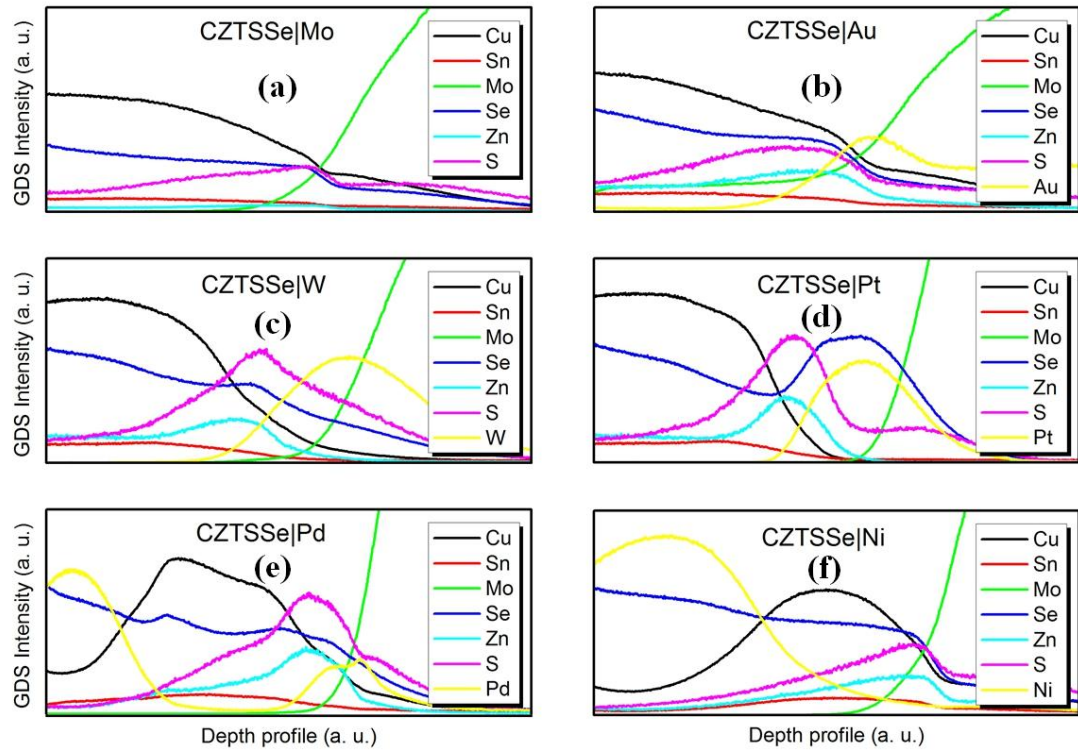 CZTSSe|Mo
(a)
Cu
Sn
Mo
Se
Zn
S
GDS Intensity (a. u.)
CZTSSe|Au
(b)
Cu
Sn
Mo
Se
Zn
S
Au
CZTSSe|W
(c)
Cu
Sn
Mo
Se
Zn
S
W
GDS Intensity (a. u.)
CZTSSe|Pt
(d)
Cu
Sn
Mo
Se
Zn
S
Pt
CZTSSe|Pd
(e)
Cu
Sn
Mo
Se
Zn
S
Pd
GDS Intensity (a. u.)
Depth profile (a. u.)
CZTSSe|Ni
(f)
Cu
Sn
Mo
Se
Zn
S
Ni
Depth profile (a. u.)